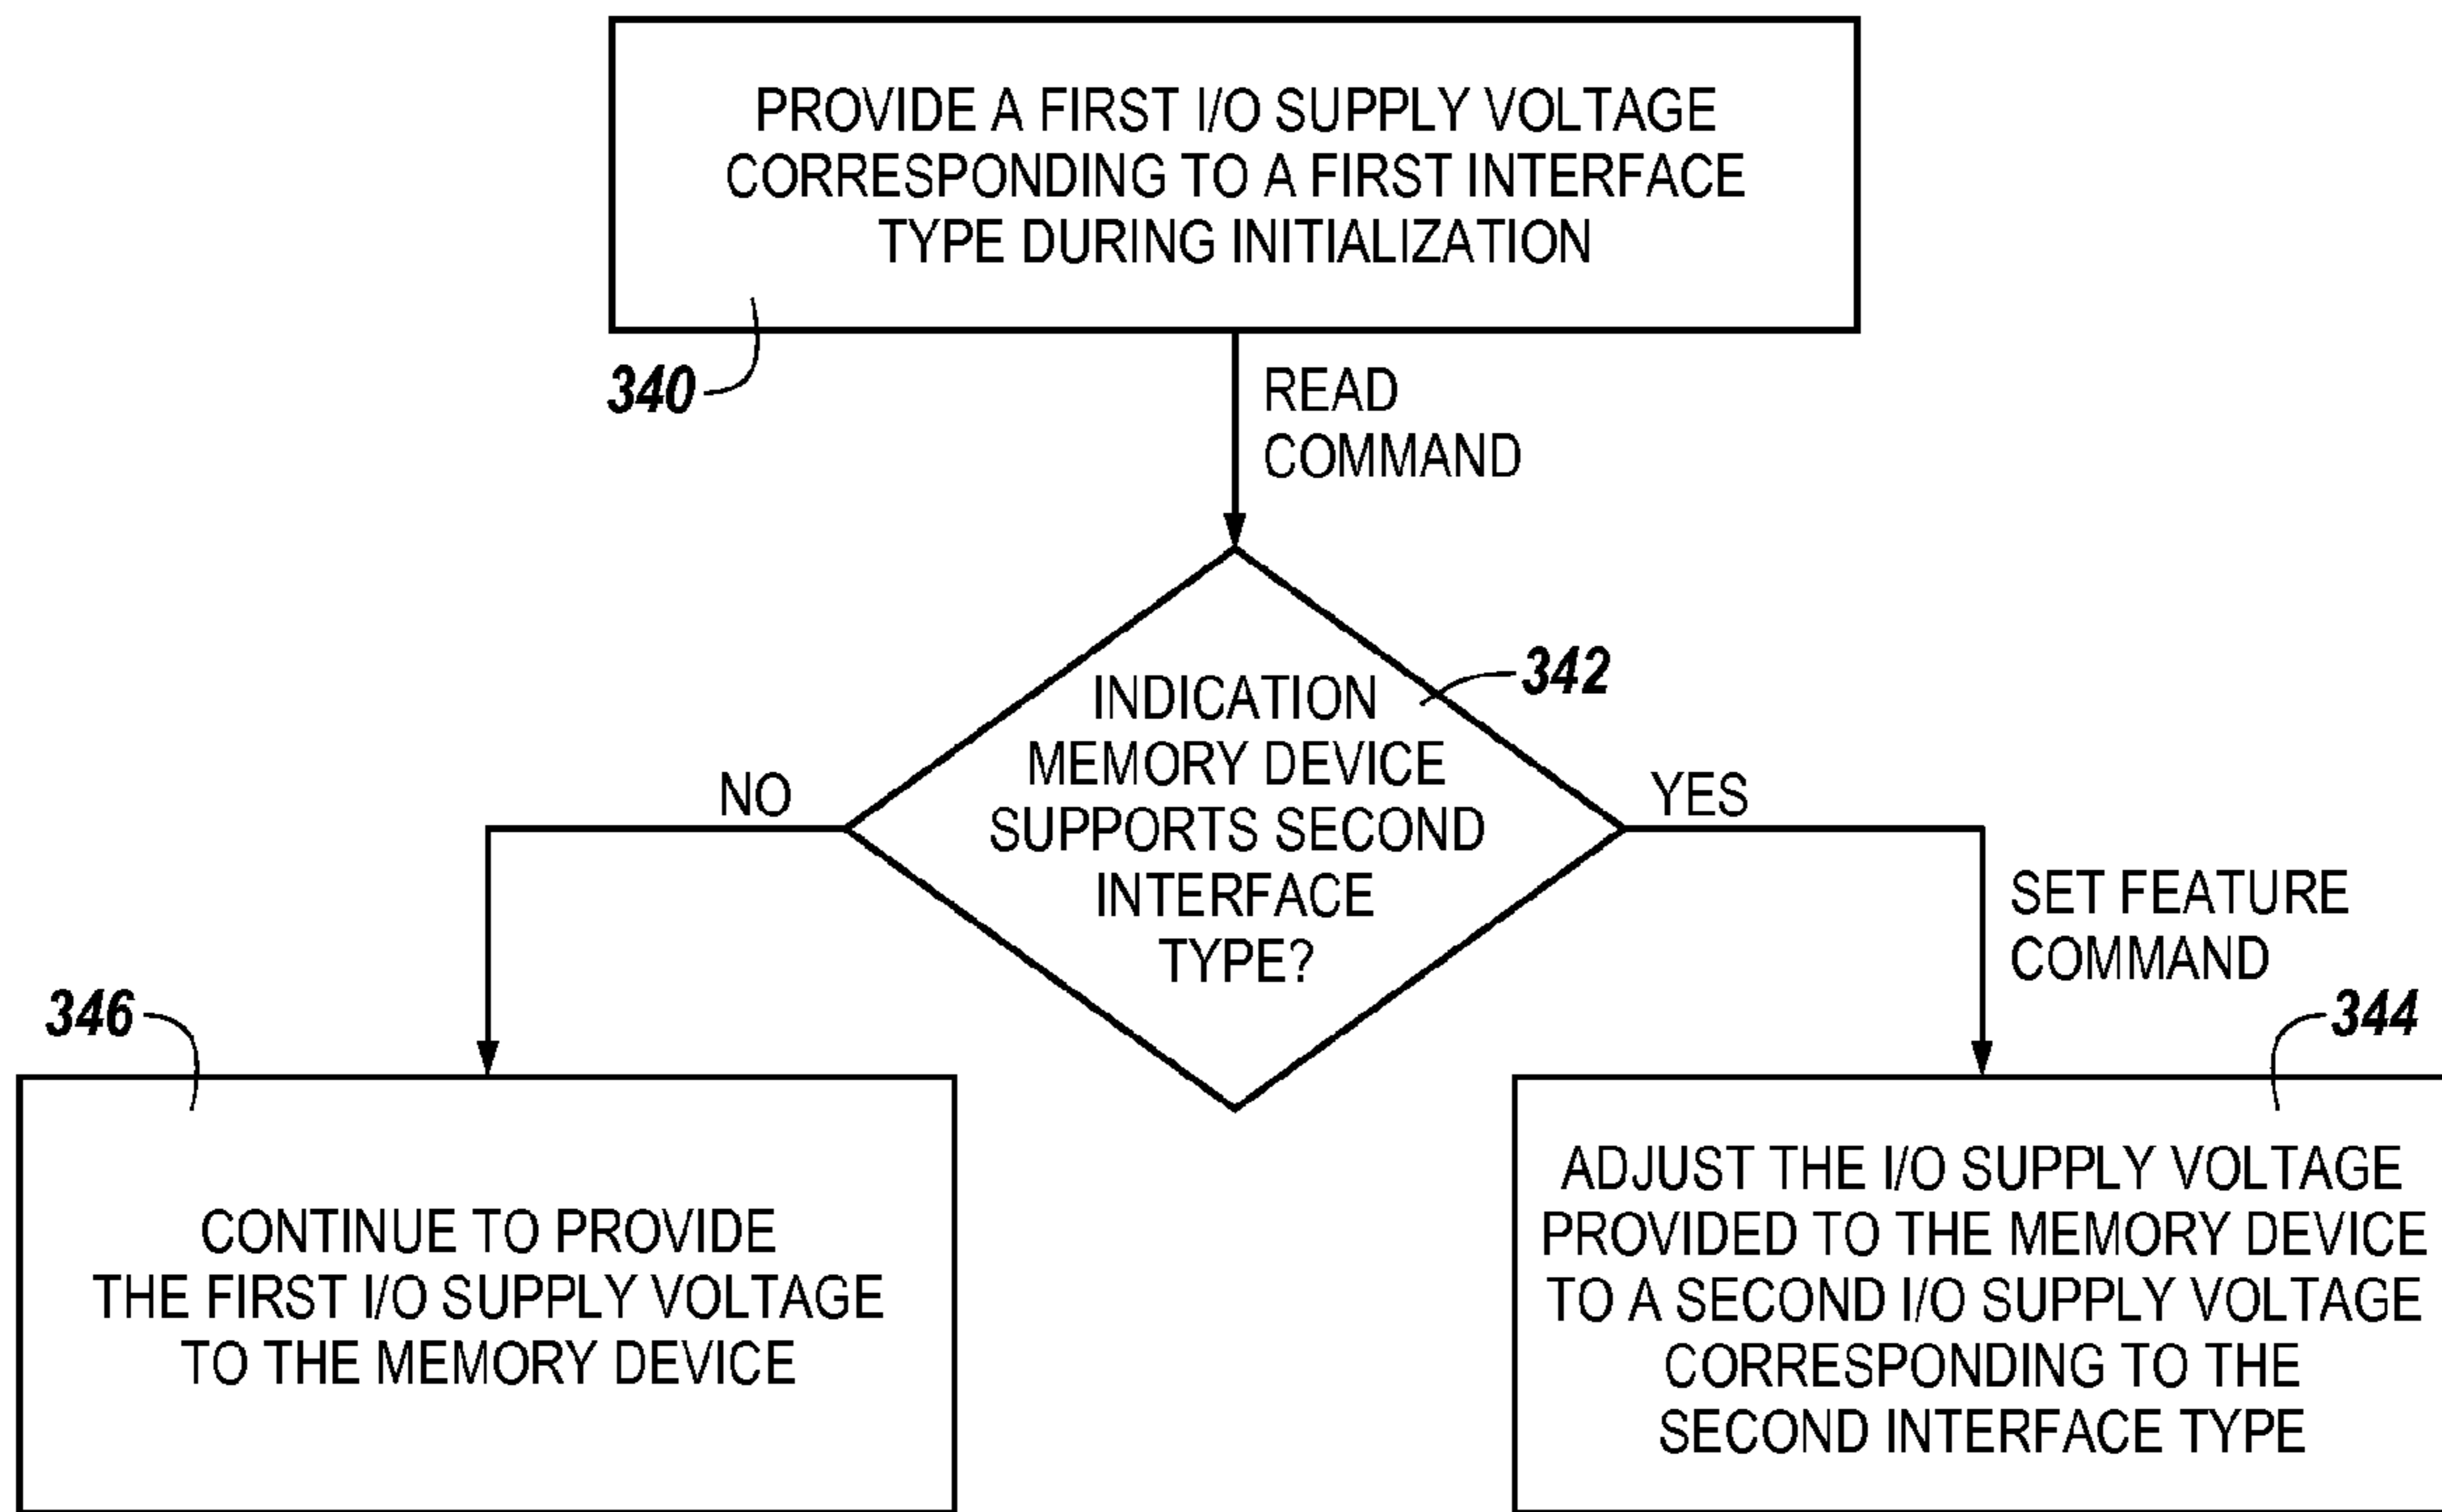 PROVIDE A FIRST I/O SUPPLY VOLTAGE
CORRESPONDING TO A FIRST INTERFACE
TYPE DURING INITIALIZATION
340
READ
COMMAND
342
INDICATION
MEMORY DEVICE
SUPPORTS SECOND
INTERFACE
TYPE?
NO
YES
SET FEATURE
COMMAND
346
344
CONTINUE TO PROVIDE
THE FIRST I/O SUPPLY VOLTAGE
TO THE MEMORY DEVICE
ADJUST THE I/O SUPPLY VOLTAGE
PROVIDED TO THE MEMORY DEVICE
TO A SECOND I/O SUPPLY VOLTAGE
CORRESPONDING TO THE
SECOND INTERFACE TYPE